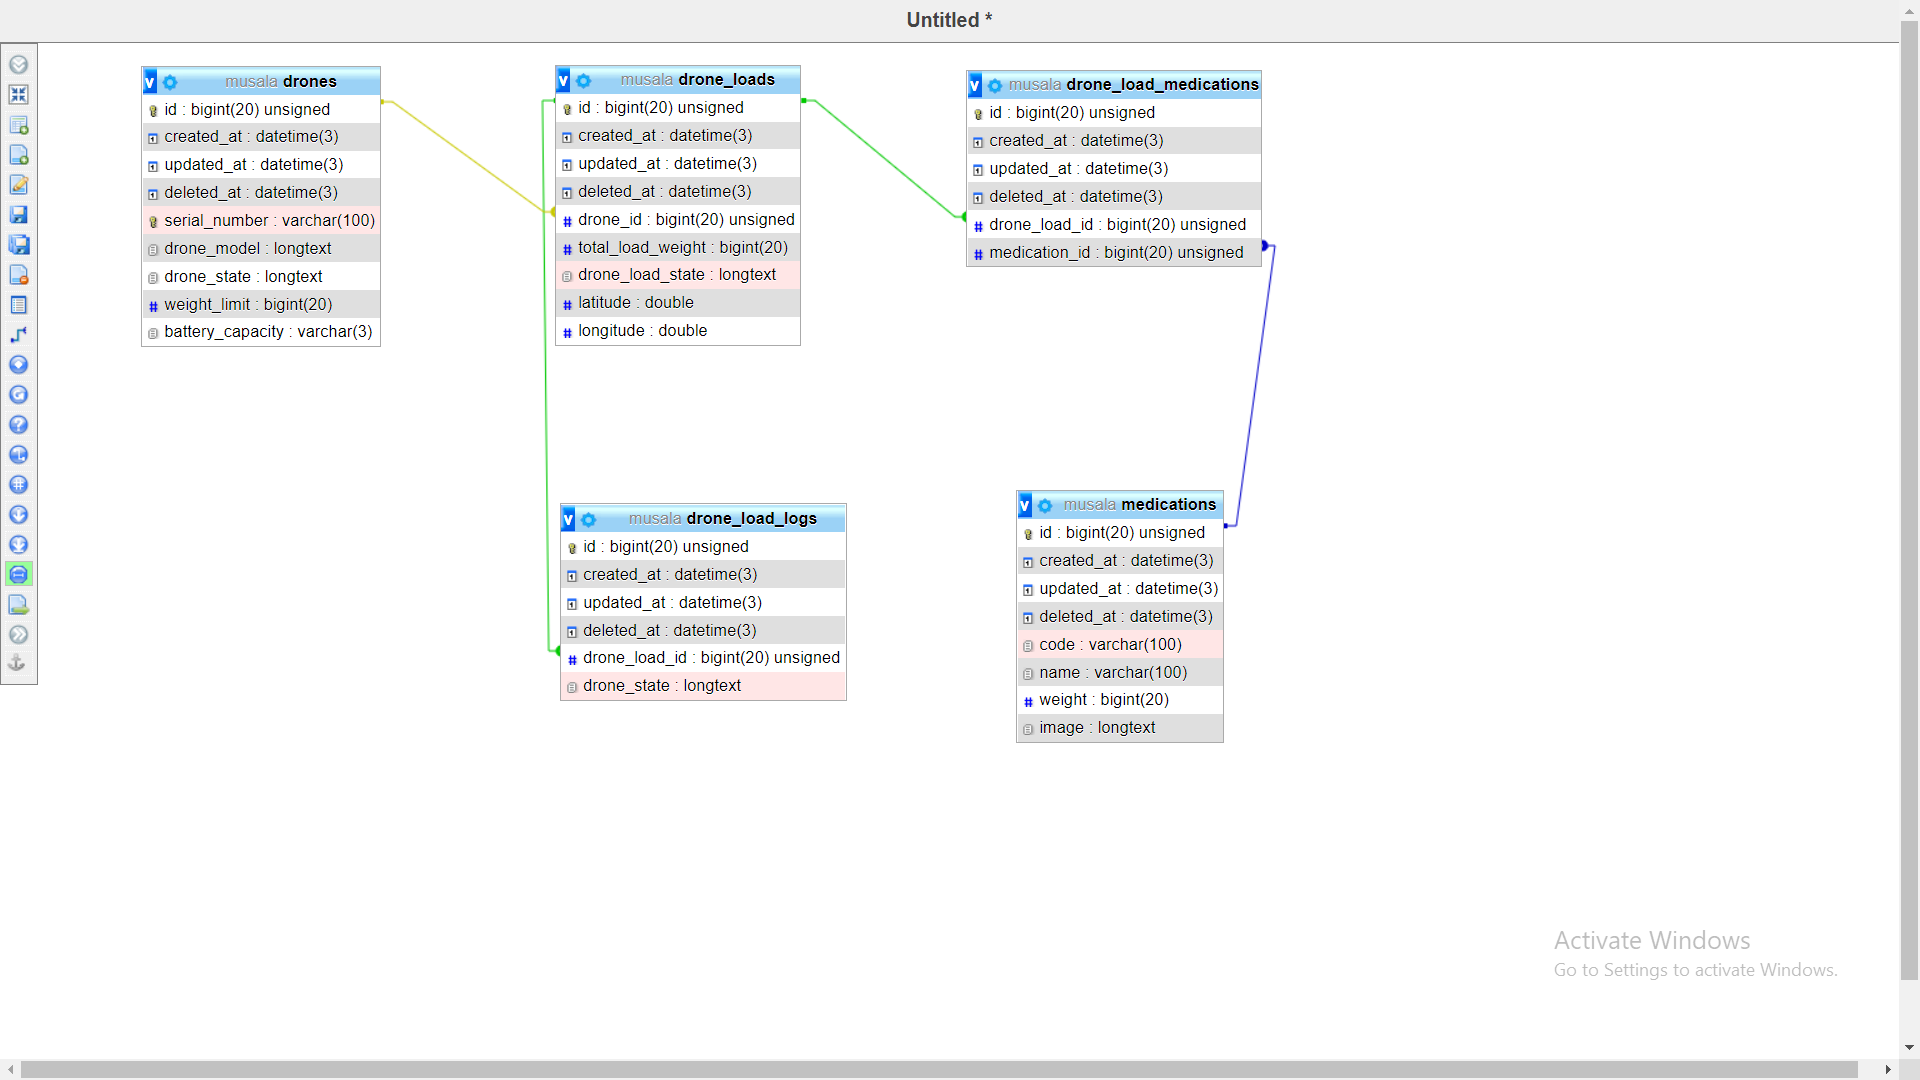 Untitled *
v musala drones
id : bigint(20) unsigned
created_at : datetime(3)
updated_at : datetime(3)
deleted_at : datetime(3)
serial_number : varchar(100)
drone_model : longtext
drone_state : longtext
# weight_limit : bigint(20)
battery_capacity : varchar(3)
v musala drone_loads
id : bigint(20) unsigned
created_at : datetime(3)
updated_at : datetime(3)
deleted_at : datetime(3)
# drone_id : bigint(20) unsigned
# total_load_weight : bigint(20)
drone_load_state : longtext
# latitude : double
# longitude : double
v musala drone_load_medications
id : bigint(20) unsigned
created_at : datetime(3)
updated_at : datetime(3)
deleted_at : datetime(3)
# drone_load_id : bigint(20) unsigned
# medication_id : bigint(20) unsigned
v musala drone_load_logs
id : bigint(20) unsigned
created_at : datetime(3)
updated_at : datetime(3)
deleted_at : datetime(3)
# drone_load_id : bigint(20) unsigned
drone_state : longtext
v musala medications
id : bigint(20) unsigned
created_at : datetime(3)
updated_at : datetime(3)
deleted_at : datetime(3)
code : varchar(100)
name : varchar(100)
# weight : bigint(20)
image : longtext
Activate Windows
Go to Settings to activate Windows.